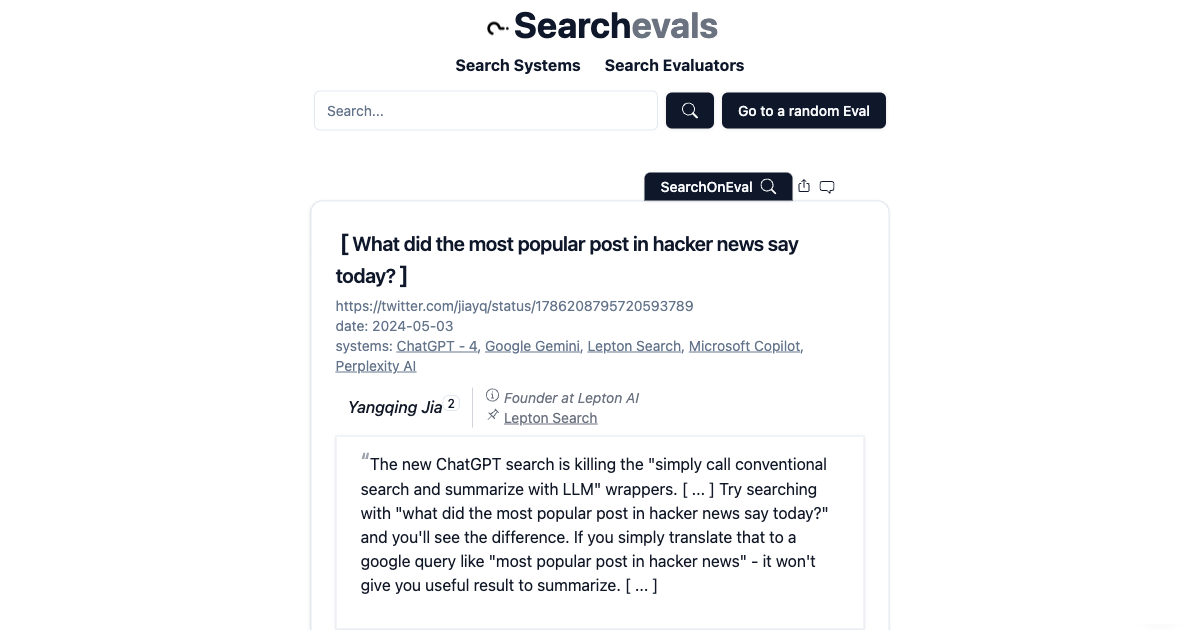 Searchevals
Search Systems Search Evaluators
Search... Go to a random Eval
SearchOnEval
[ What did the most popular post in hacker news say
today? ]
https://twitter.com/jiayq/status/1786208795720593789
date: 2024-05-03
systems: ChatGPT - 4, Google Gemini, Lepton Search, Microsoft Copilot,
Perplexity AI
Yangqing Jia 2
Founder at Lepton AI
Lepton Search
“The new ChatGPT search is killing the "simply call conventional
search and summarize with LLM" wrappers. [ ... ] Try searching
with "what did the most popular post in hacker news say today?"
and you'll see the difference. If you simply translate that to a
google query like "most popular post in hacker news" - it won't
give you useful result to summarize. [ ... ]